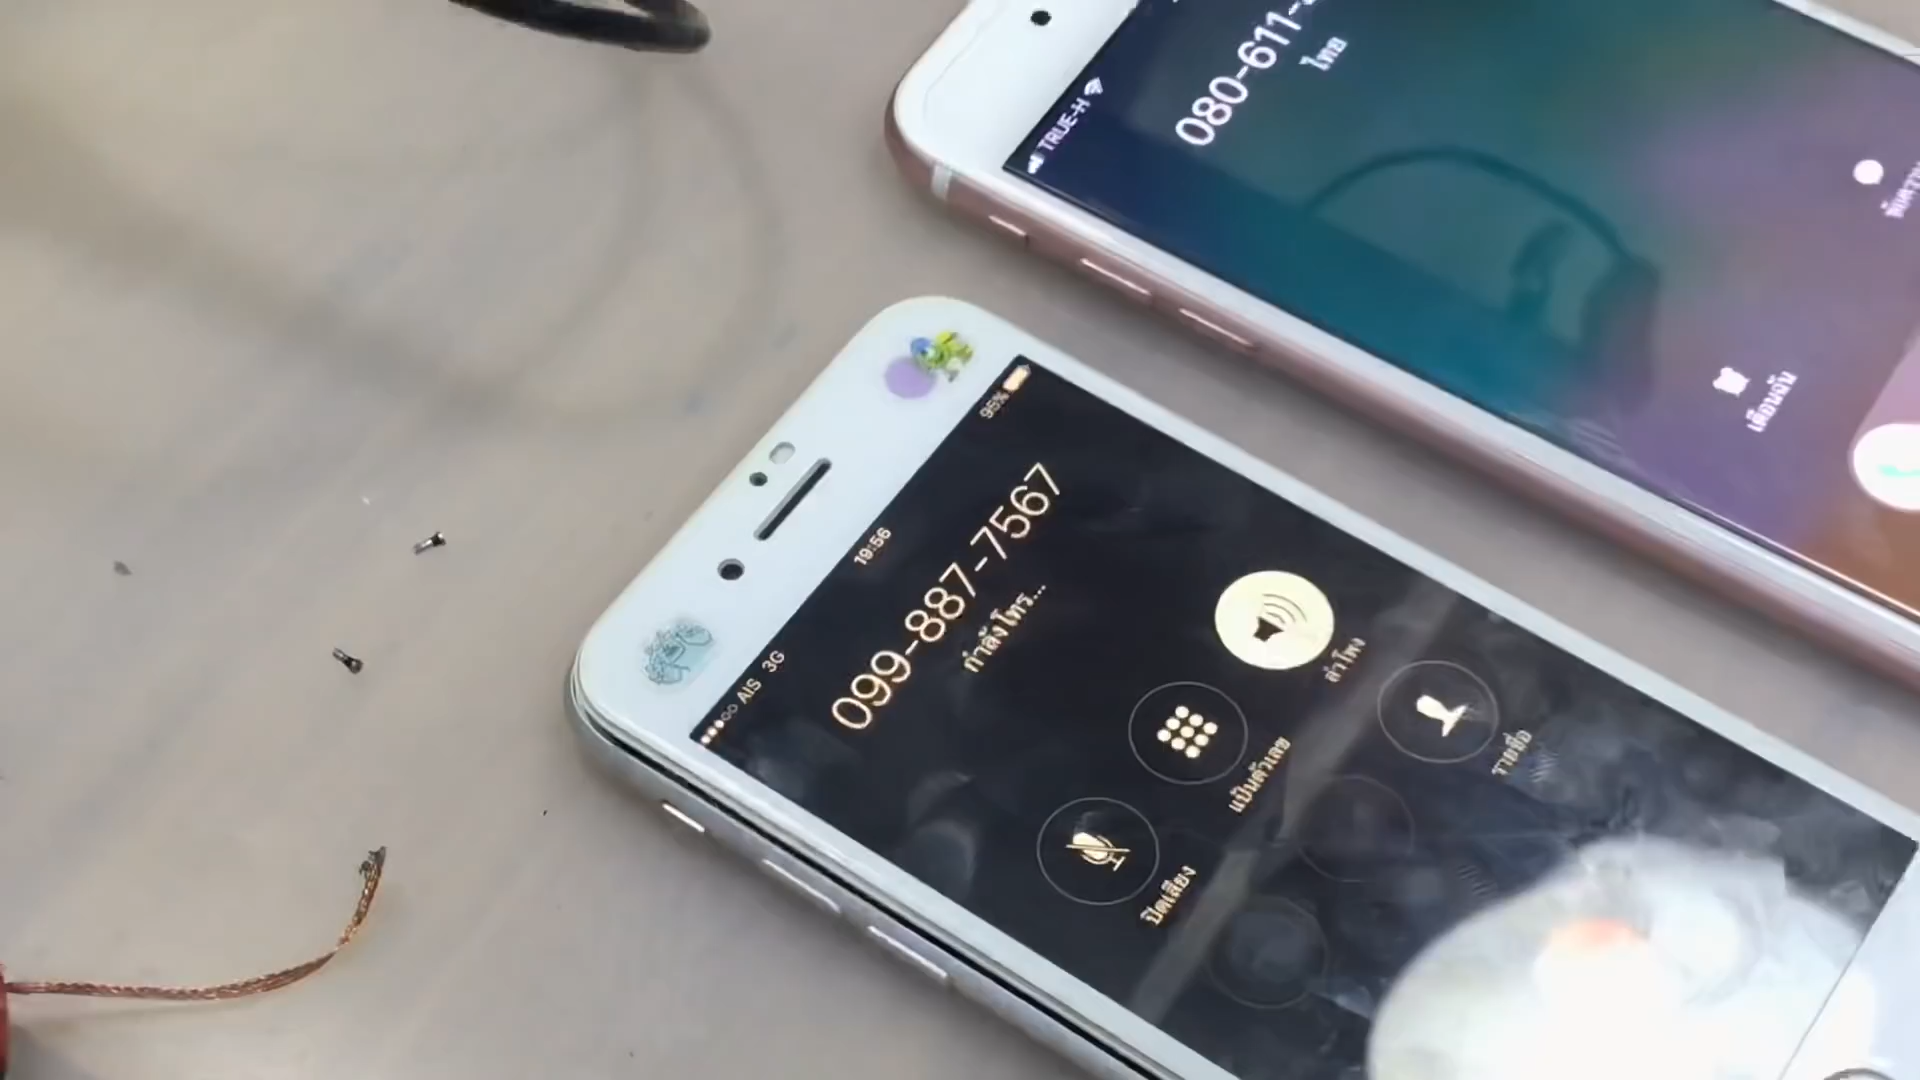 TRUE-H
080-611-
ไทย
เตือนฉัน
AIS 3G
19:56
95%
099-887-7567
กำลังโทร...
ปิดเสียง
แป้นตัวเลข
ลำโพง
รายชื่อ